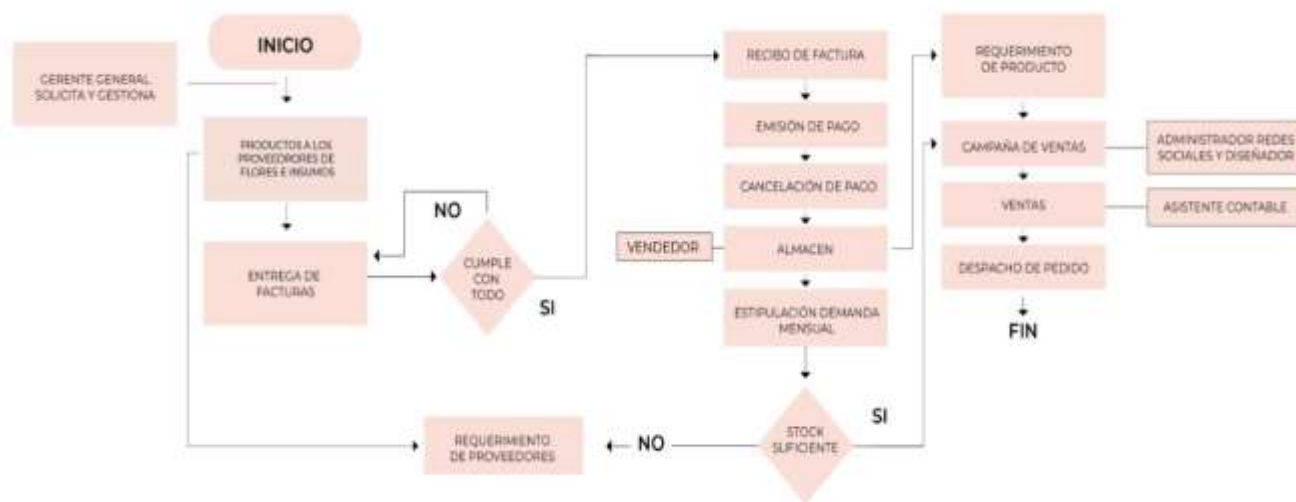 INICIO
GERENTE GENERAL
SOLICITA Y GESTIONA
PRODUCTOS A LOS
PROVEEDRORES DE
FLORES E INSUMOS
ENTREGA DE
FACTURAS
NO
CUMPLE
CON
TODO
SI
RECIBO DE FACTURA
EMISIÓN DE PAGO
CANCELACIÓN DE PAGO
VENDEDOR
ALMACEN
ESTIPULACIÓN DEMANDA
MENSUAL
STOCK
SUFICIENTE
SI
NO
REQUERIMIENTO
DE PROVEEDORES
REQUERIMIENTO
DE PRODUCTO
CAMPAÑA DE VENTAS
ADMINISTRADOR REDES
SOCIALES Y DISEÑADOR
VENTAS
ASISTENTE CONTABLE
DESPACHO DE PEDIDO
FIN